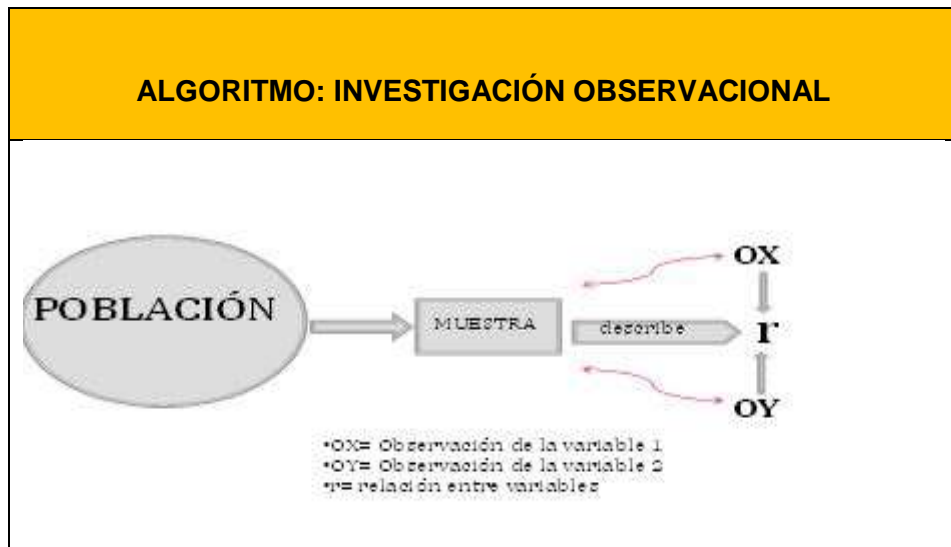 ALGORITMO: INVESTIGACIÓN OBSERVACIONAL
OX
POBLACIÓN
MUESTRA
describe
r
OY
•OX= Observación de la variable 1
•OY= Observación de la variable 2
•r= relación entre variables